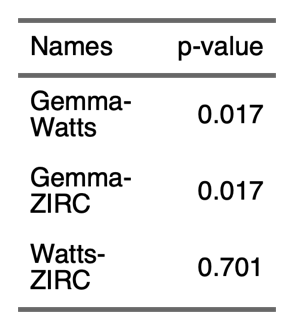 Names p-value
Gemma-
Watts 0.017
Gemma-
ZIRC 0.017
Watts-
ZIRC 0.701